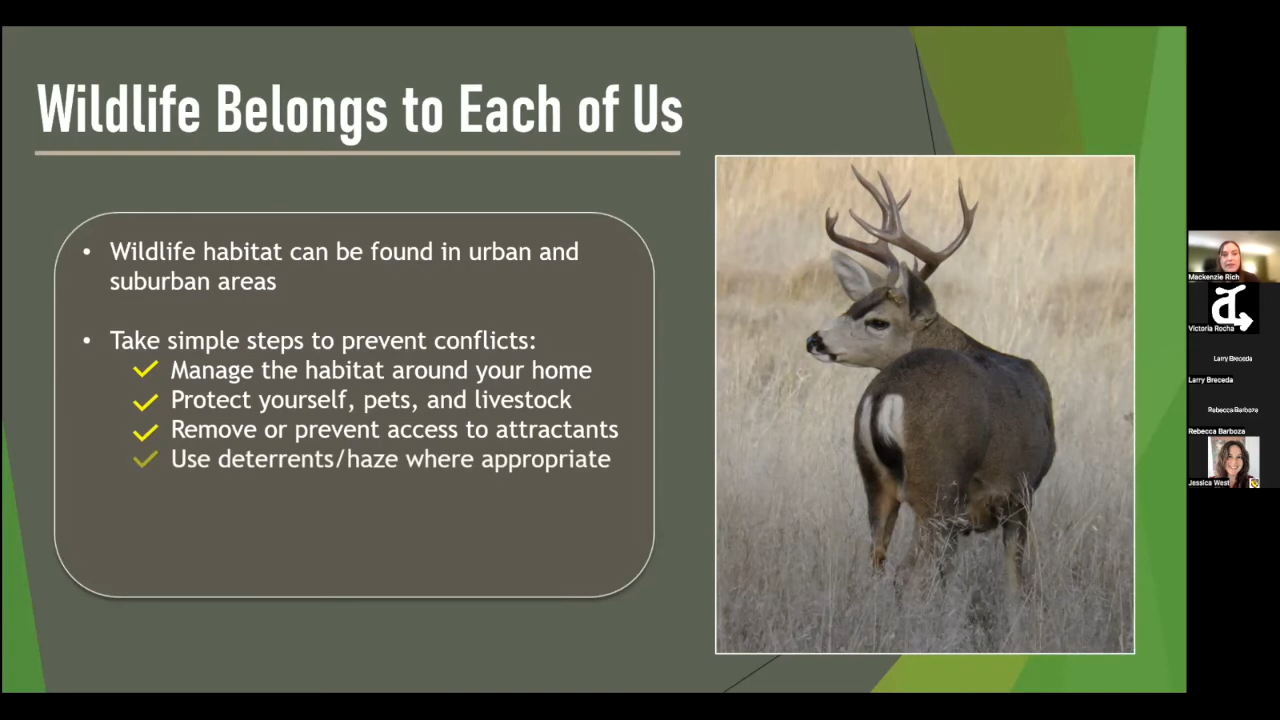 Wildlife Belongs to Each of Us
• Wildlife habitat can be found in urban and
suburban areas
• Take simple steps to prevent conflicts:
Manage the habitat around your home
Protect yourself, pets, and livestock
Remove or prevent access to attractants
Use deterrents/haze where appropriate
Mackenzie Rich
a
Victoria Rocha
Larry Breceda
Larry Breceda
Rebecca Barboza
Rebecca Barboza
Jessica West